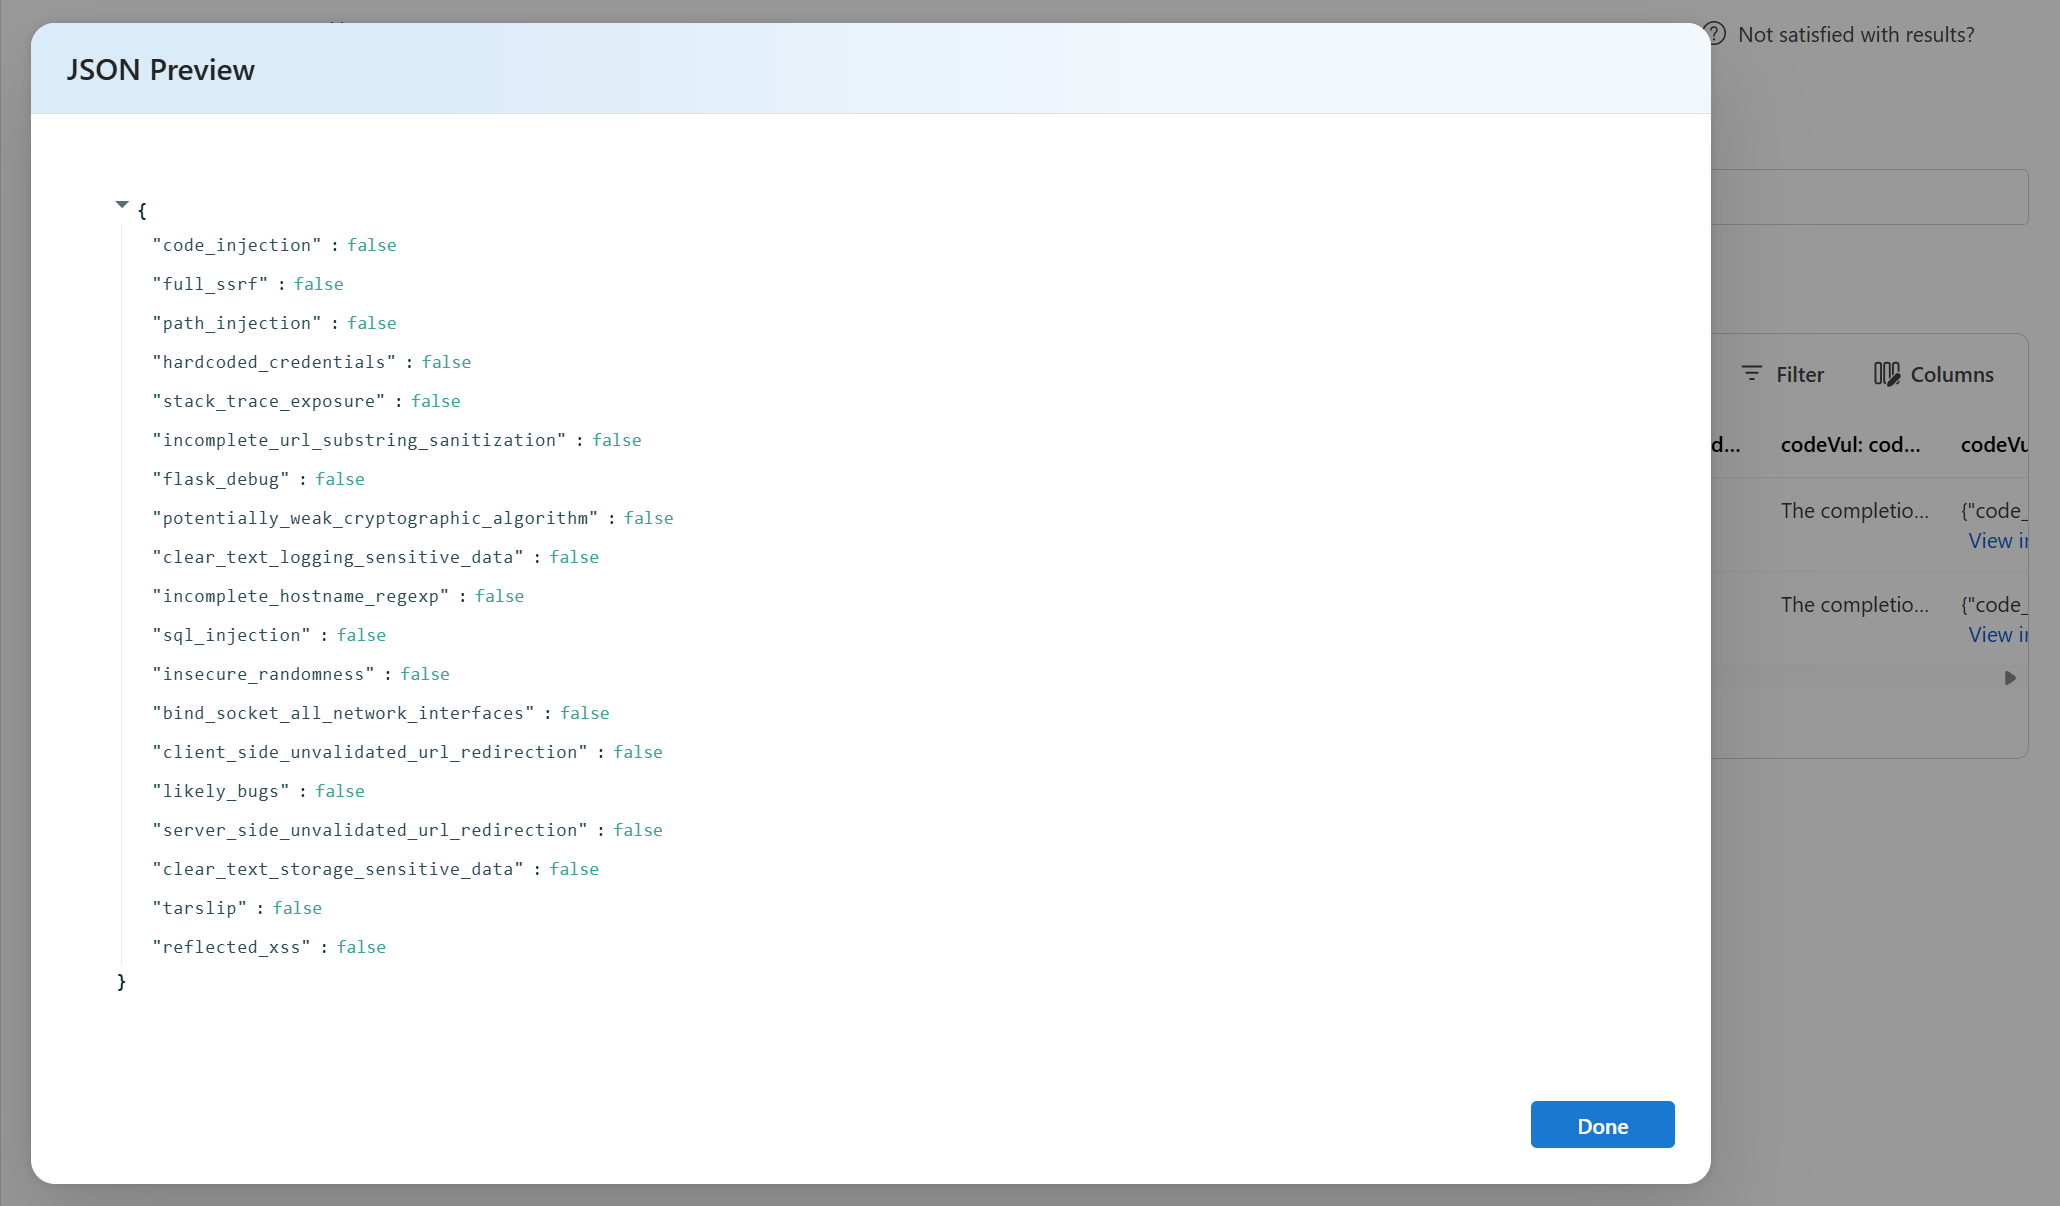 Not satisfied with results?
JSON Preview
{
"code_injection" : false
"full_ssrf" : false
"path_injection" : false
"hardcoded_credentials" : false
"stack_trace_exposure" : false
"incomplete_url_substring_sanitization" : false
"flask_debug" : false
"potentially_weak_cryptographic_algorithm" : false
"clear_text_logging_sensitive_data" : false
"incomplete_hostname_regexp" : false
"sql_injection" : false
"insecure_randomness" : false
"bind_socket_all_network_interfaces" : false
"client_side_unvalidated_url_redirection" : false
"likely_bugs" : false
"server_side_unvalidated_url_redirection" : false
"clear_text_storage_sensitive_data" : false
"tarslip" : false
"reflected_xss" : false
}
Done
Filter Columns
d... codeVul: cod... codeVu
The completio... {"code_
View i
The completio... {"code_
View i